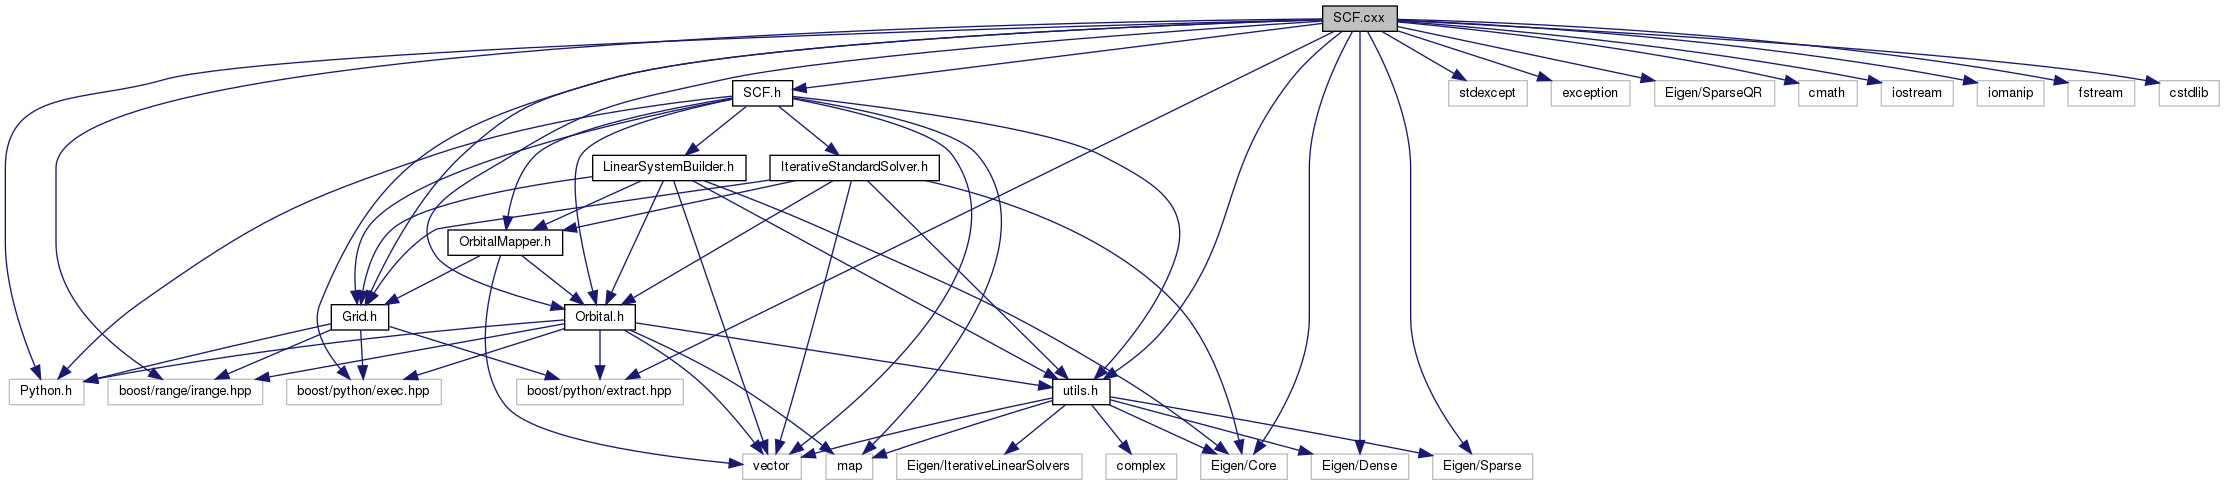 SCF.cxx
SCF.h
stdexcept
exception
Eigen/SparseQR
cmath
iostream
iomanip
fstream
cstdlib
LinearSystemBuilder.h
IterativeStandardSolver.h
OrbitalMapper.h
Grid.h
Orbital.h
Python.h
boost/range/irange.hpp
boost/python/exec.hpp
boost/python/extract.hpp
utils.h
vector
map
Eigen/IterativeLinearSolvers
complex
Eigen/Core
Eigen/Dense
Eigen/Sparse